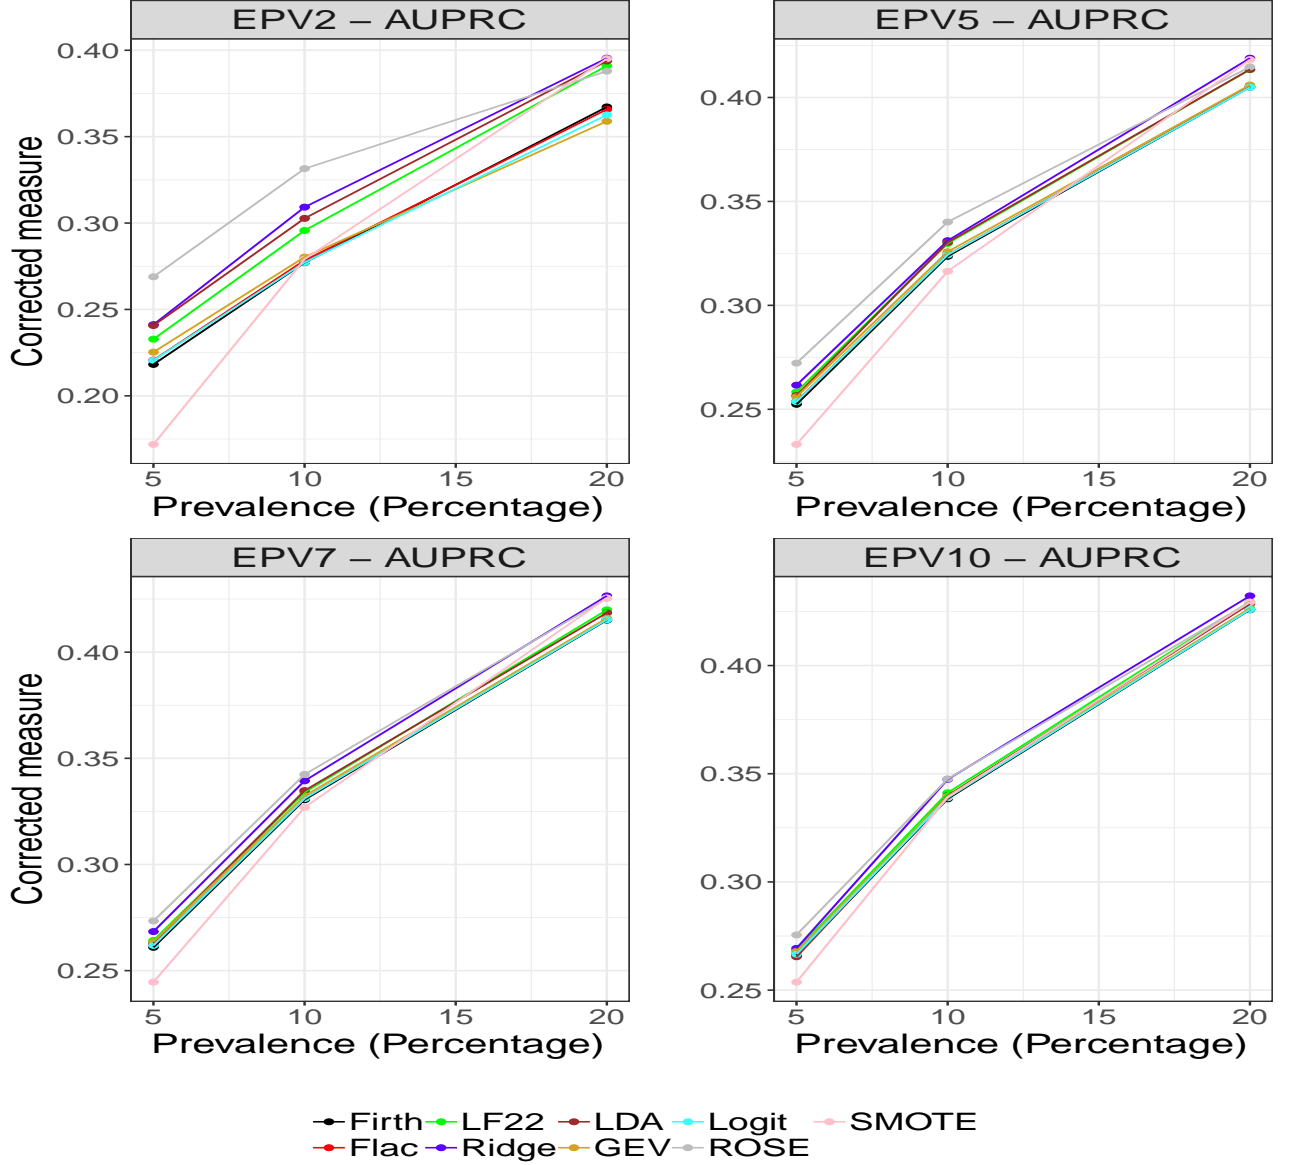 EPV2 – AUPRC
EPV5 – AUPRC
0.40
0.35
0.30
0.25
0.20
Corrected measure
5 10 15 20
Prevalence (Percentage)
0.40
0.35
0.30
0.25
5 10 15 20
Prevalence (Percentage)
EPV7 – AUPRC
EPV10 – AUPRC
0.40
0.35
0.30
0.25
Corrected measure
5 10 15 20
Prevalence (Percentage)
0.40
0.35
0.30
0.25
5 10 15 20
Prevalence (Percentage)
Firth LF22 LDA Logit SMOTE
Flac Ridge GEV ROSE